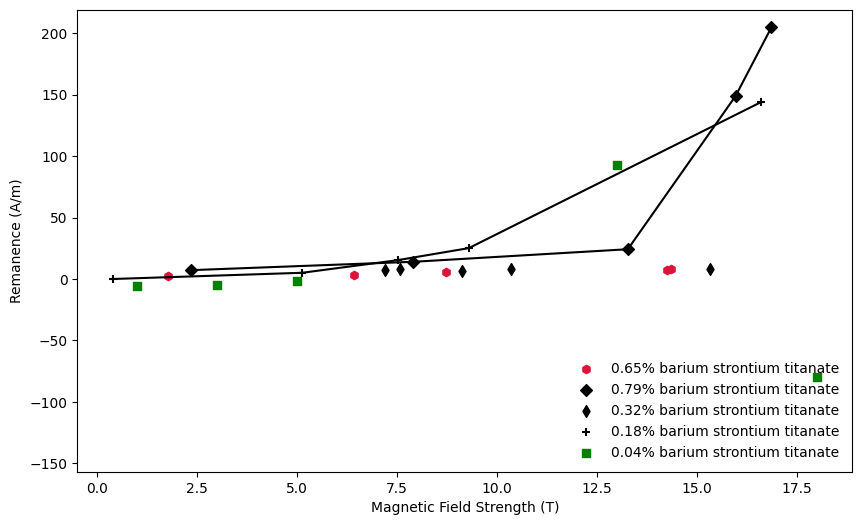 200
150
100
50
0
−50
−100
−150
Remanence (A/m)
0.65% barium strontium titanate
0.79% barium strontium titanate
0.32% barium strontium titanate
0.18% barium strontium titanate
0.04% barium strontium titanate
0.0 2.5 5.0 7.5 10.0 12.5 15.0 17.5
Magnetic Field Strength (T)